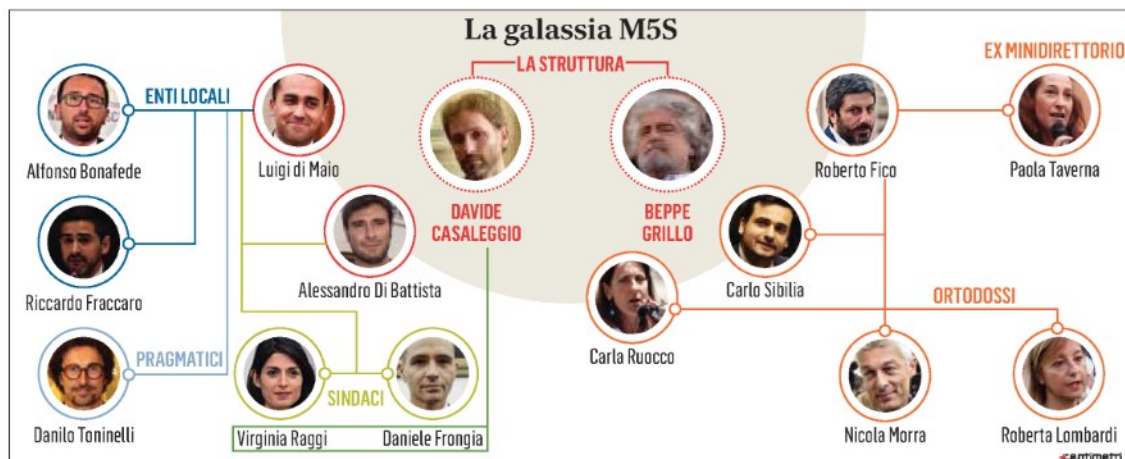 La galassia M5S
LA STRUTTURA
EX MINIDIRETTORIO
ENTI LOCALI
Alfonso Bonafede
Luigi di Maio
Roberto Fico
Paola Taverna
DAVIDE
CASALEGGIO
BEPPE
GRILLO
Riccardo Fraccaro
Alessandro Di Battista
Carlo Sibilia
ORTODOSSI
Carla Ruocco
PRAGMATICI
SINDACI
Danilo Toninelli
Virginia Raggi
Daniele Frongia
Nicola Morra
Roberta Lombardi
centimetri